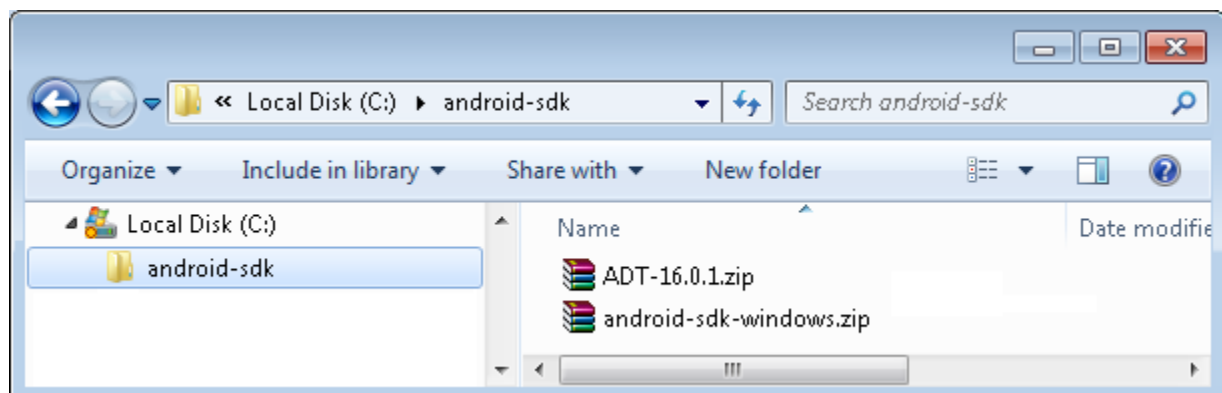 « Local Disk (C:) ▸ android-sdk Search android-sdk
Organize Include in library Share with New folder
Local Disk (C:)
android-sdk
Name Date modifie
ADT-16.0.1.zip
android-sdk-windows.zip